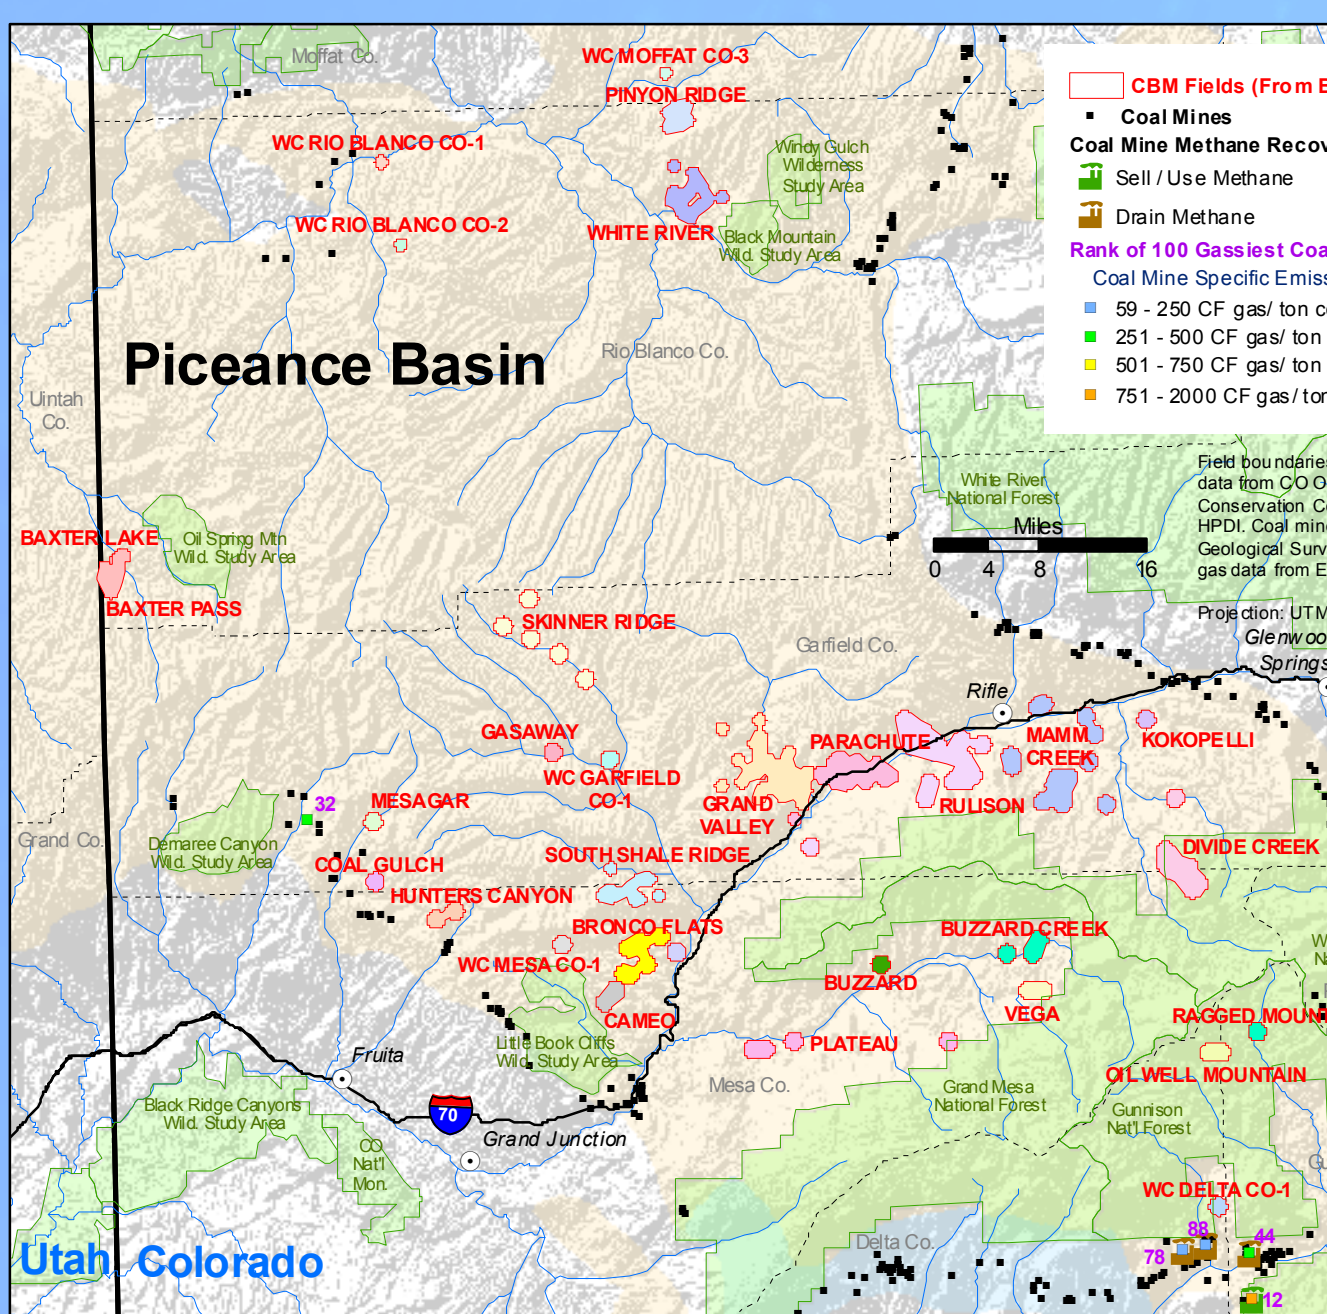 Moffat Co.
WC MOFFAT CO-3
PINYON RIDGE
WC RIO BLANCO CO-1
WC RIO BLANCO CO-2
WHITE RIVER
Windy Gulch
Wilderness
Study Area
Black Mountain
Wild. Study Area
CBM Fields (From
Coal Mines
Coal Mine Methane
Sell / Use Methane
Drain Methane
Rank of 100 Gassiest
Coal Mine Specific
59 - 250 CF gas/ ton
251 - 500 CF gas/ ton
501 - 750 CF gas/ ton
751 - 2000 CF gas/
Piceance Basin
Rio Blanco Co.
Uintah
Co.
White River
National Forest
Miles
0 4 8 16
Field
data from CO
Conservation
HPDI. Coal
Geological
gas data from
Projection: UTM
BAXTER LAKE
Oil Spring Mtn
Wild. Study Area
BAXTER PASS
SKINNER RIDGE
Garfield Co.
Springs
Rifle
GASAWAY
WC GARFIELD
CO-1
PARACHUTE
MAMM
CREEK
KOKOPELLI
32
MESAGAR
GRAND
VALLEY
RULISON
Grand Co.
Demaree Canyon
Wild. Study Area
COAL GULCH
SOUTH SHALE RIDGE
DIVIDE CREEK
HUNTERS CANYON
BRONCO FLATS
BUZZARD CREEK
WC MESA CO-1
BUZZARD
CAMEO
VEGA
RAGGED
Little Book Cliffs
Wild. Study Area
PLATEAU
Fruita
Mesa Co.
OIL WELL MOUNTAIN
Grand Mesa
National Forest
Gunnison
Nat'l Forest
Black Ridge Canyons
Wild. Study Area
70
Grand Junction
CO
Nat'l
Mon.
WC DELTA CO-1
Delta Co.
88
78
44
12
Utah
Colorado